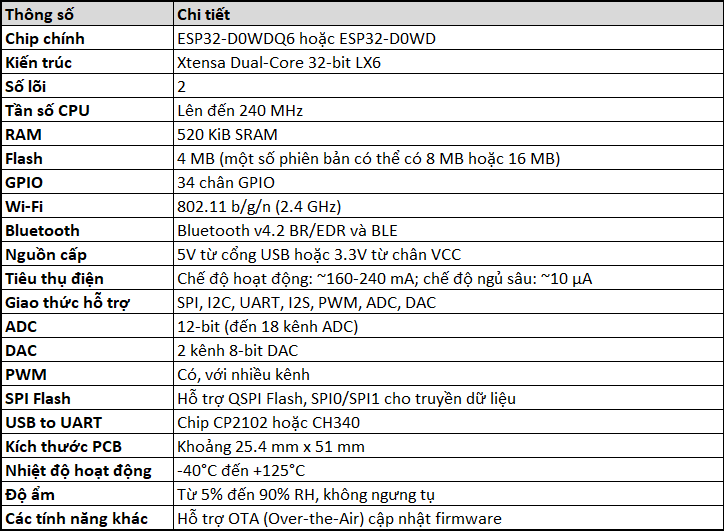 Thông số Chi tiết
Chip chính ESP32-D0WDQ6 hoặc ESP32-D0WD
Kiến trúc Xtensa Dual-Core 32-bit LX6
Số lõi 2
Tần số CPU Lên đến 240 MHz
RAM 520 KiB SRAM
Flash 4 MB (một số phiên bản có thể có 8 MB hoặc 16 MB)
GPIO 34 chân GPIO
Wi-Fi 802.11 b/g/n (2.4 GHz)
Bluetooth Bluetooth v4.2 BR/EDR và BLE
Nguồn cấp 5V từ cổng USB hoặc 3.3V từ chân VCC
Tiêu thụ điện Chế độ hoạt động: ~160-240 mA; chế độ ngủ sâu: ~10 µA
Giao thức hỗ trợ SPI, I2C, UART, I2S, PWM, ADC, DAC
ADC 12-bit (đến 18 kênh ADC)
DAC 2 kênh 8-bit DAC
PWM Có, với nhiều kênh
SPI Flash Hỗ trợ QSPI Flash, SPI0/SPI1 cho truyền dữ liệu
USB to UART Chip CP2102 hoặc CH340
Kích thước PCB Khoảng 25.4 mm x 51 mm
Nhiệt độ hoạt động -40°C đến +125°C
Độ ẩm Từ 5% đến 90% RH, không ngưng tụ
Các tính năng khác Hỗ trợ OTA (Over-the-Air) cập nhật firmware